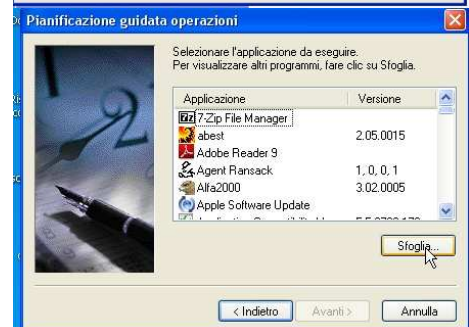 Pianificazione guidata operazioni
Selezionare l'applicazione da eseguire.
Per visualizzare altri programmi, fare clic su Sfoglia.
Applicazione Versione
7-Zip File Manager
abest 2.05.0015
Adobe Reader 9
Agent Ransack 1, 0, 0, 1
Alfa2000 3.02.0005
Apple Software Update
Sfoglia...
< Indietro Avanti > Annulla